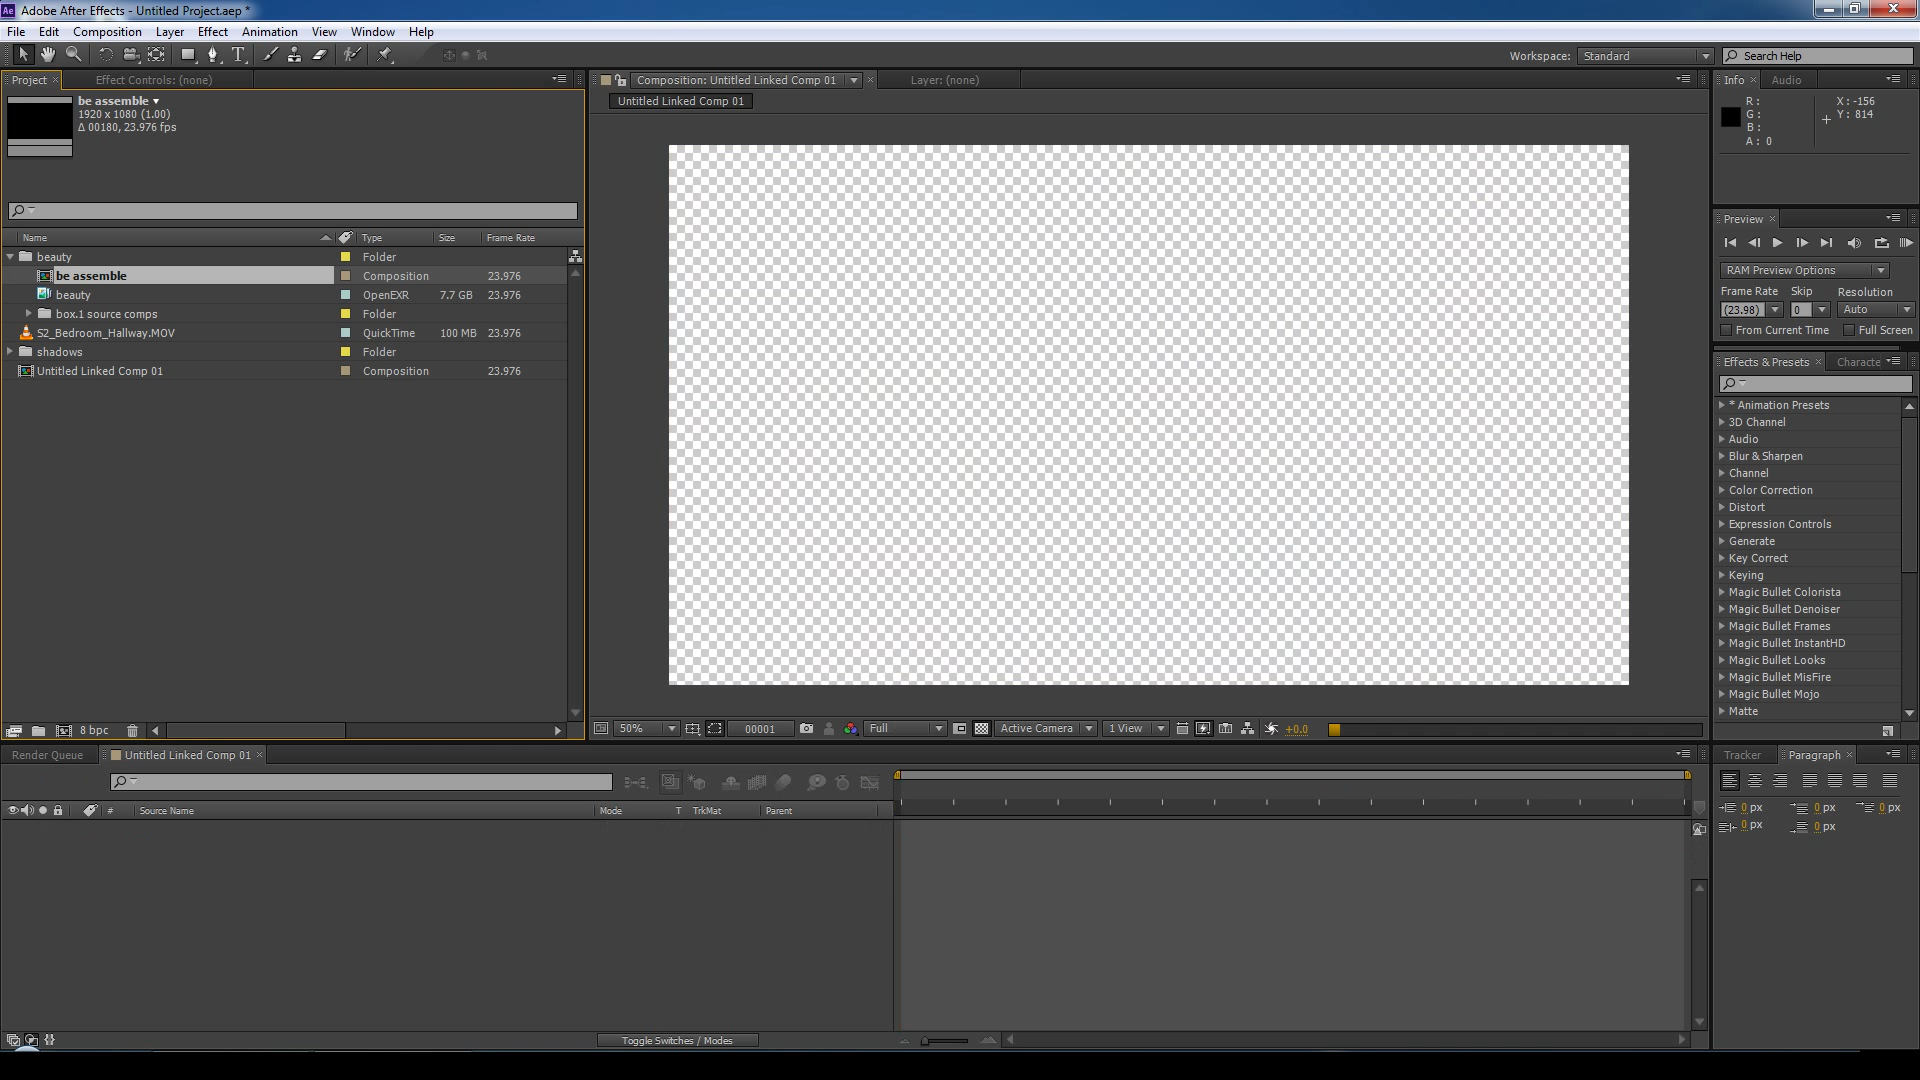 Ae Adobe After Effects - Untitled Project.aep *
File Edit Composition Layer Effect Animation View Window Help
Workspace: Standard Search Help
Project Effect Controls: (none)
be assemble
1920 x 1080 (1.00)
Δ 00180, 23.976 fps
Name Type Size Frame Rate
beauty Folder
be assemble Composition 23.976
beauty OpenEXR 7.7 GB 23.976
box.1 source comps Folder
S2_Bedroom_Hallway.MOV QuickTime 100 MB 23.976
shadows Folder
Untitled Linked Comp 01 Composition 23.976
8 bpc
Composition: Untitled Linked Comp 01 Layer: (none)
Untitled Linked Comp 01
50% 00001 Full Active Camera 1 View +0.0
Info Audio
R :
G :
B :
A : 0
X : -156
Y : 814
Preview
RAM Preview Options
Frame Rate Skip Resolution
(23.98) 0 Auto
From Current Time Full Screen
Effects & Presets Characte
* Animation Presets
3D Channel
Audio
Blur & Sharpen
Channel
Color Correction
Distort
Expression Controls
Generate
Key Correct
Keying
Magic Bullet Colorista
Magic Bullet Denoiser
Magic Bullet Frames
Magic Bullet InstantHD
Magic Bullet Looks
Magic Bullet MisFire
Magic Bullet Mojo
Matte
Render Queue Untitled Linked Comp 01
# Source Name Mode T TrkMat Parent
Toggle Switches / Modes
Tracker Paragraph
0 px 0 px 0 px
0 px 0 px